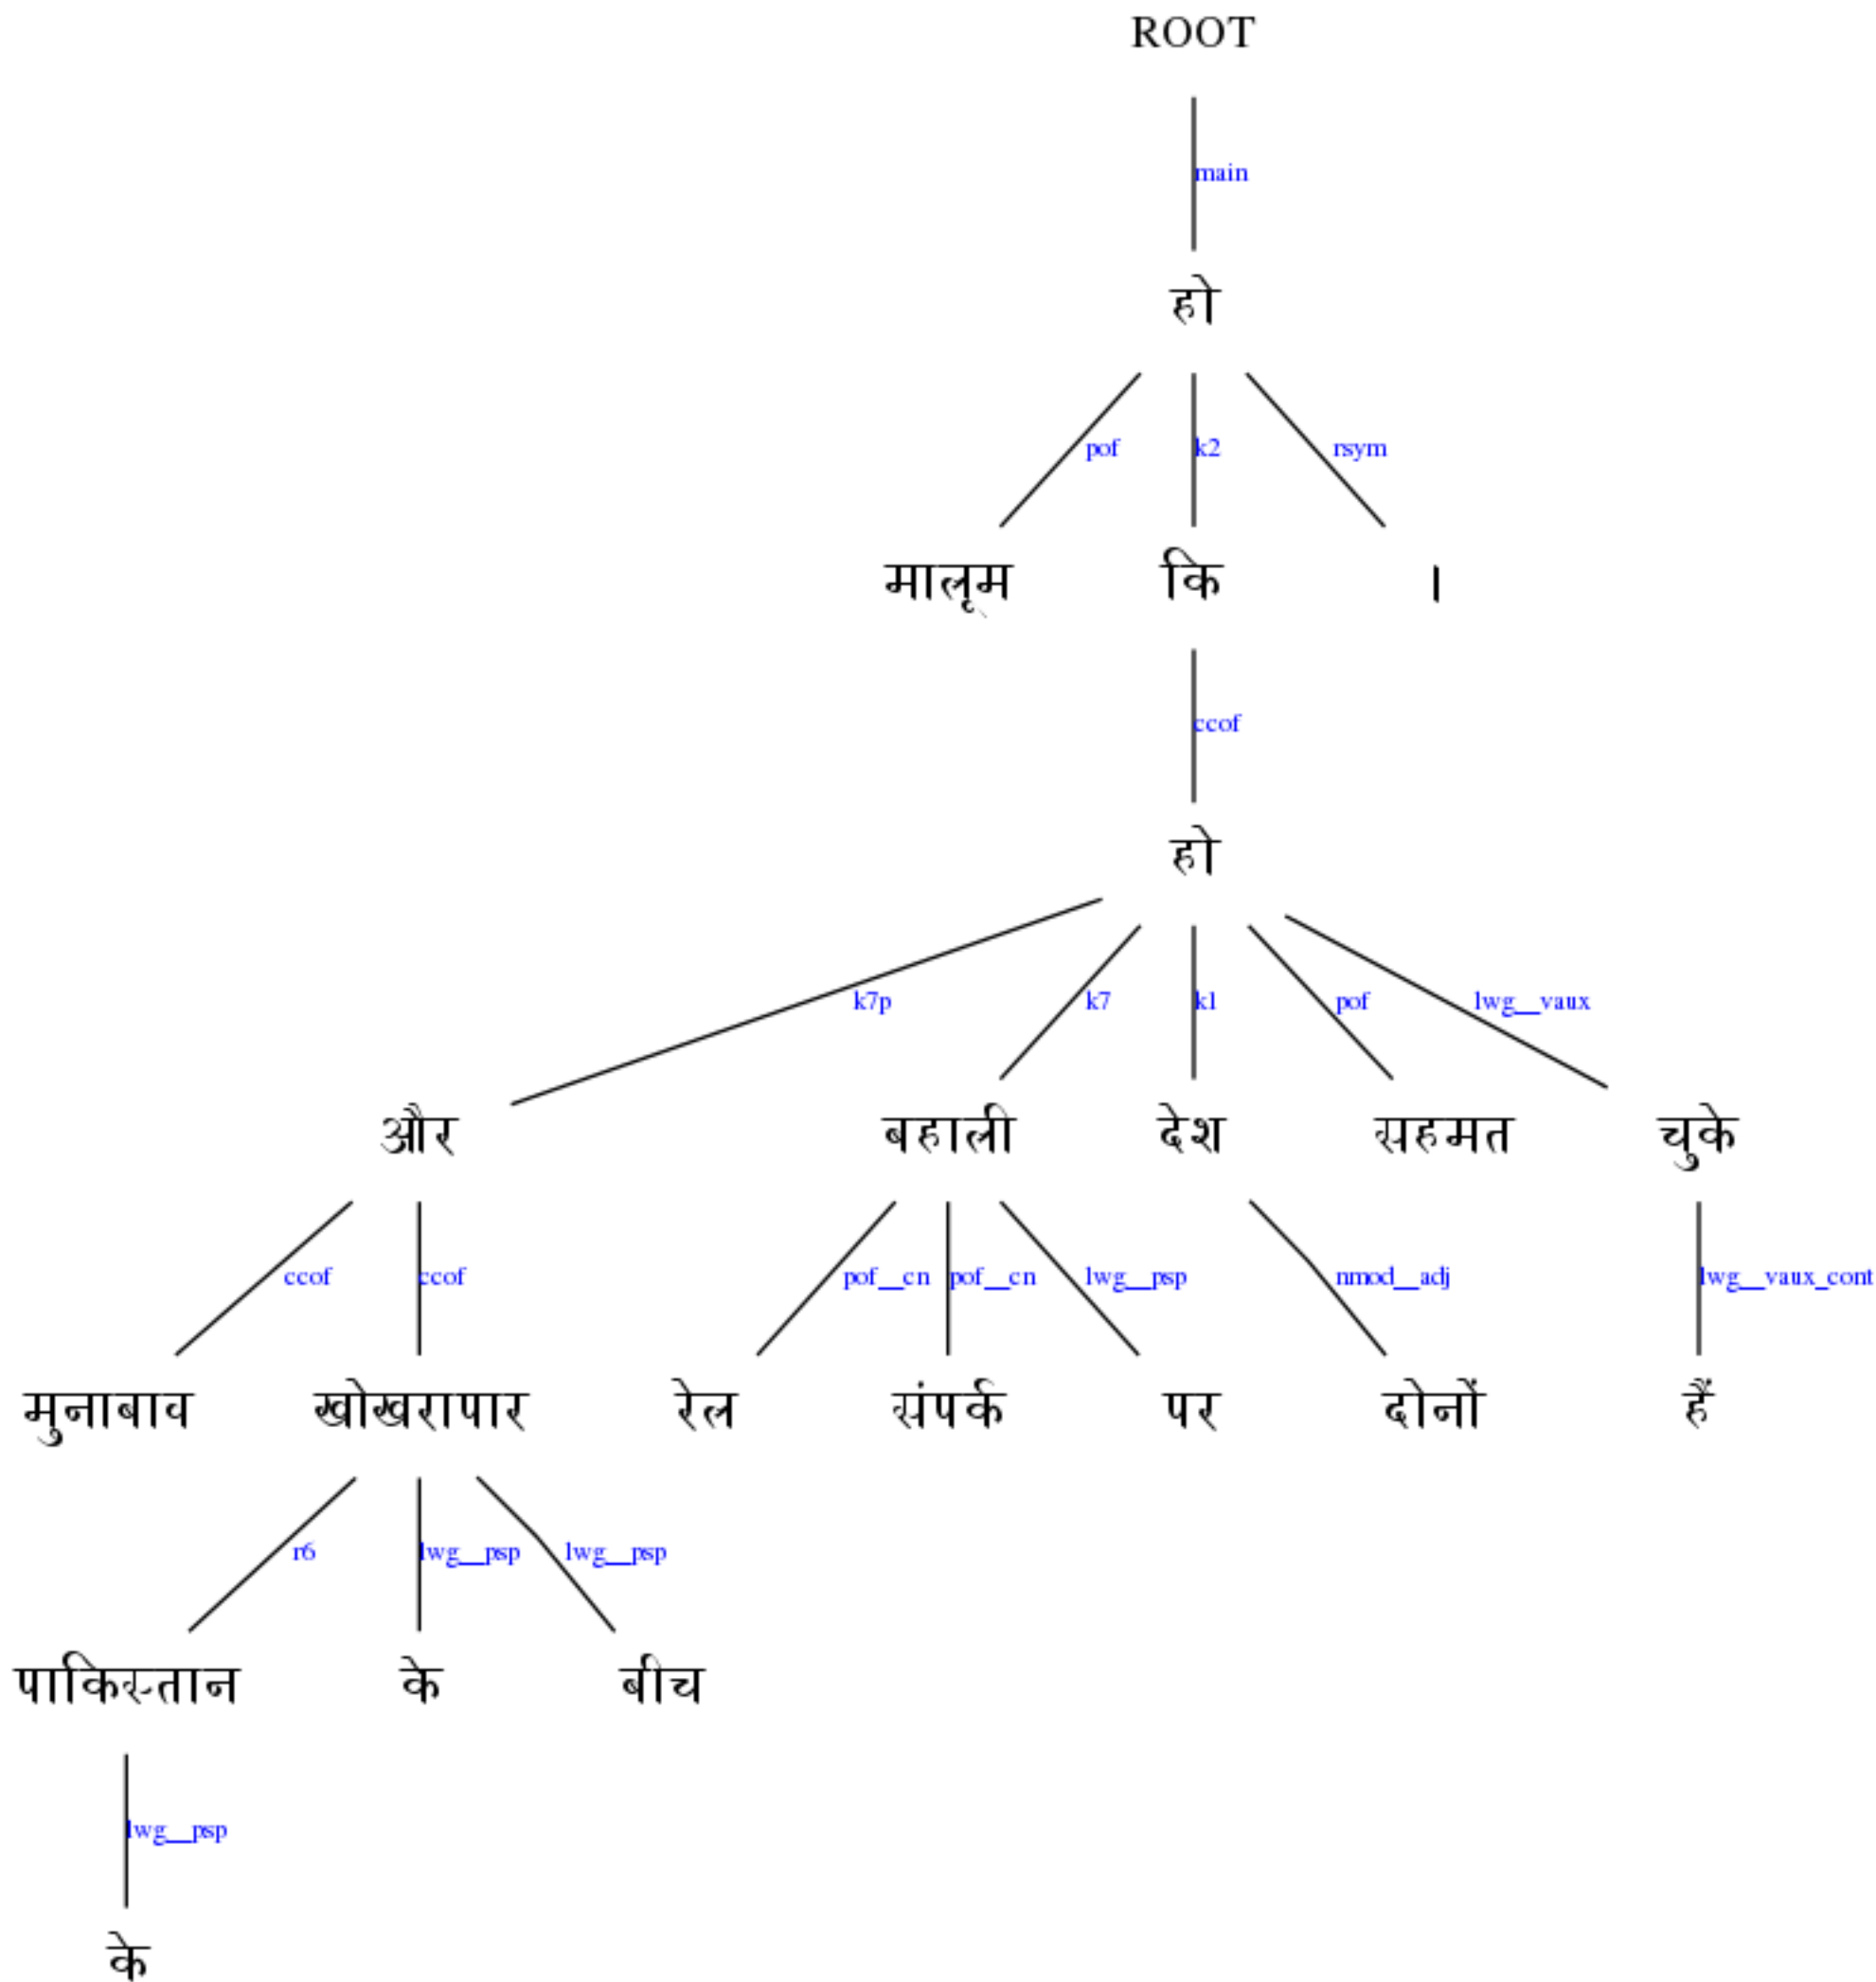 ROOT
main
हो
pof k2 rsym
मालूम कि ।
ccof
हो
k7p k7 k1 pof lwg__vaux
और बहाली देश सहमत चुके
ccof ccof pof__cn pof__cn lwg__psp nmod__adj lwg__vaux_cont
मुनाबाव खोखरापार रेल संपर्क पर दोनों हैं
r6 lwg__psp lwg__psp
पाकिस्तान के बीच
lwg__psp
के